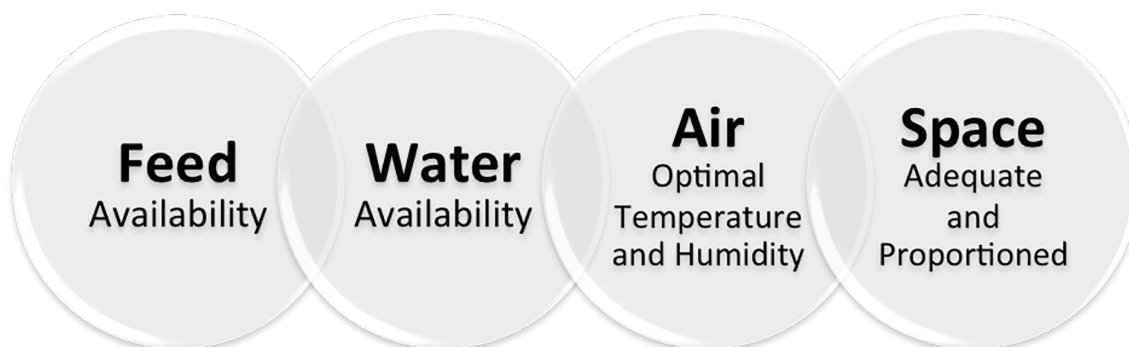 Feed
Availability
Water
Availability
Air
Optimal
Temperature
and Humidity
Space
Adequate
and
Proportioned